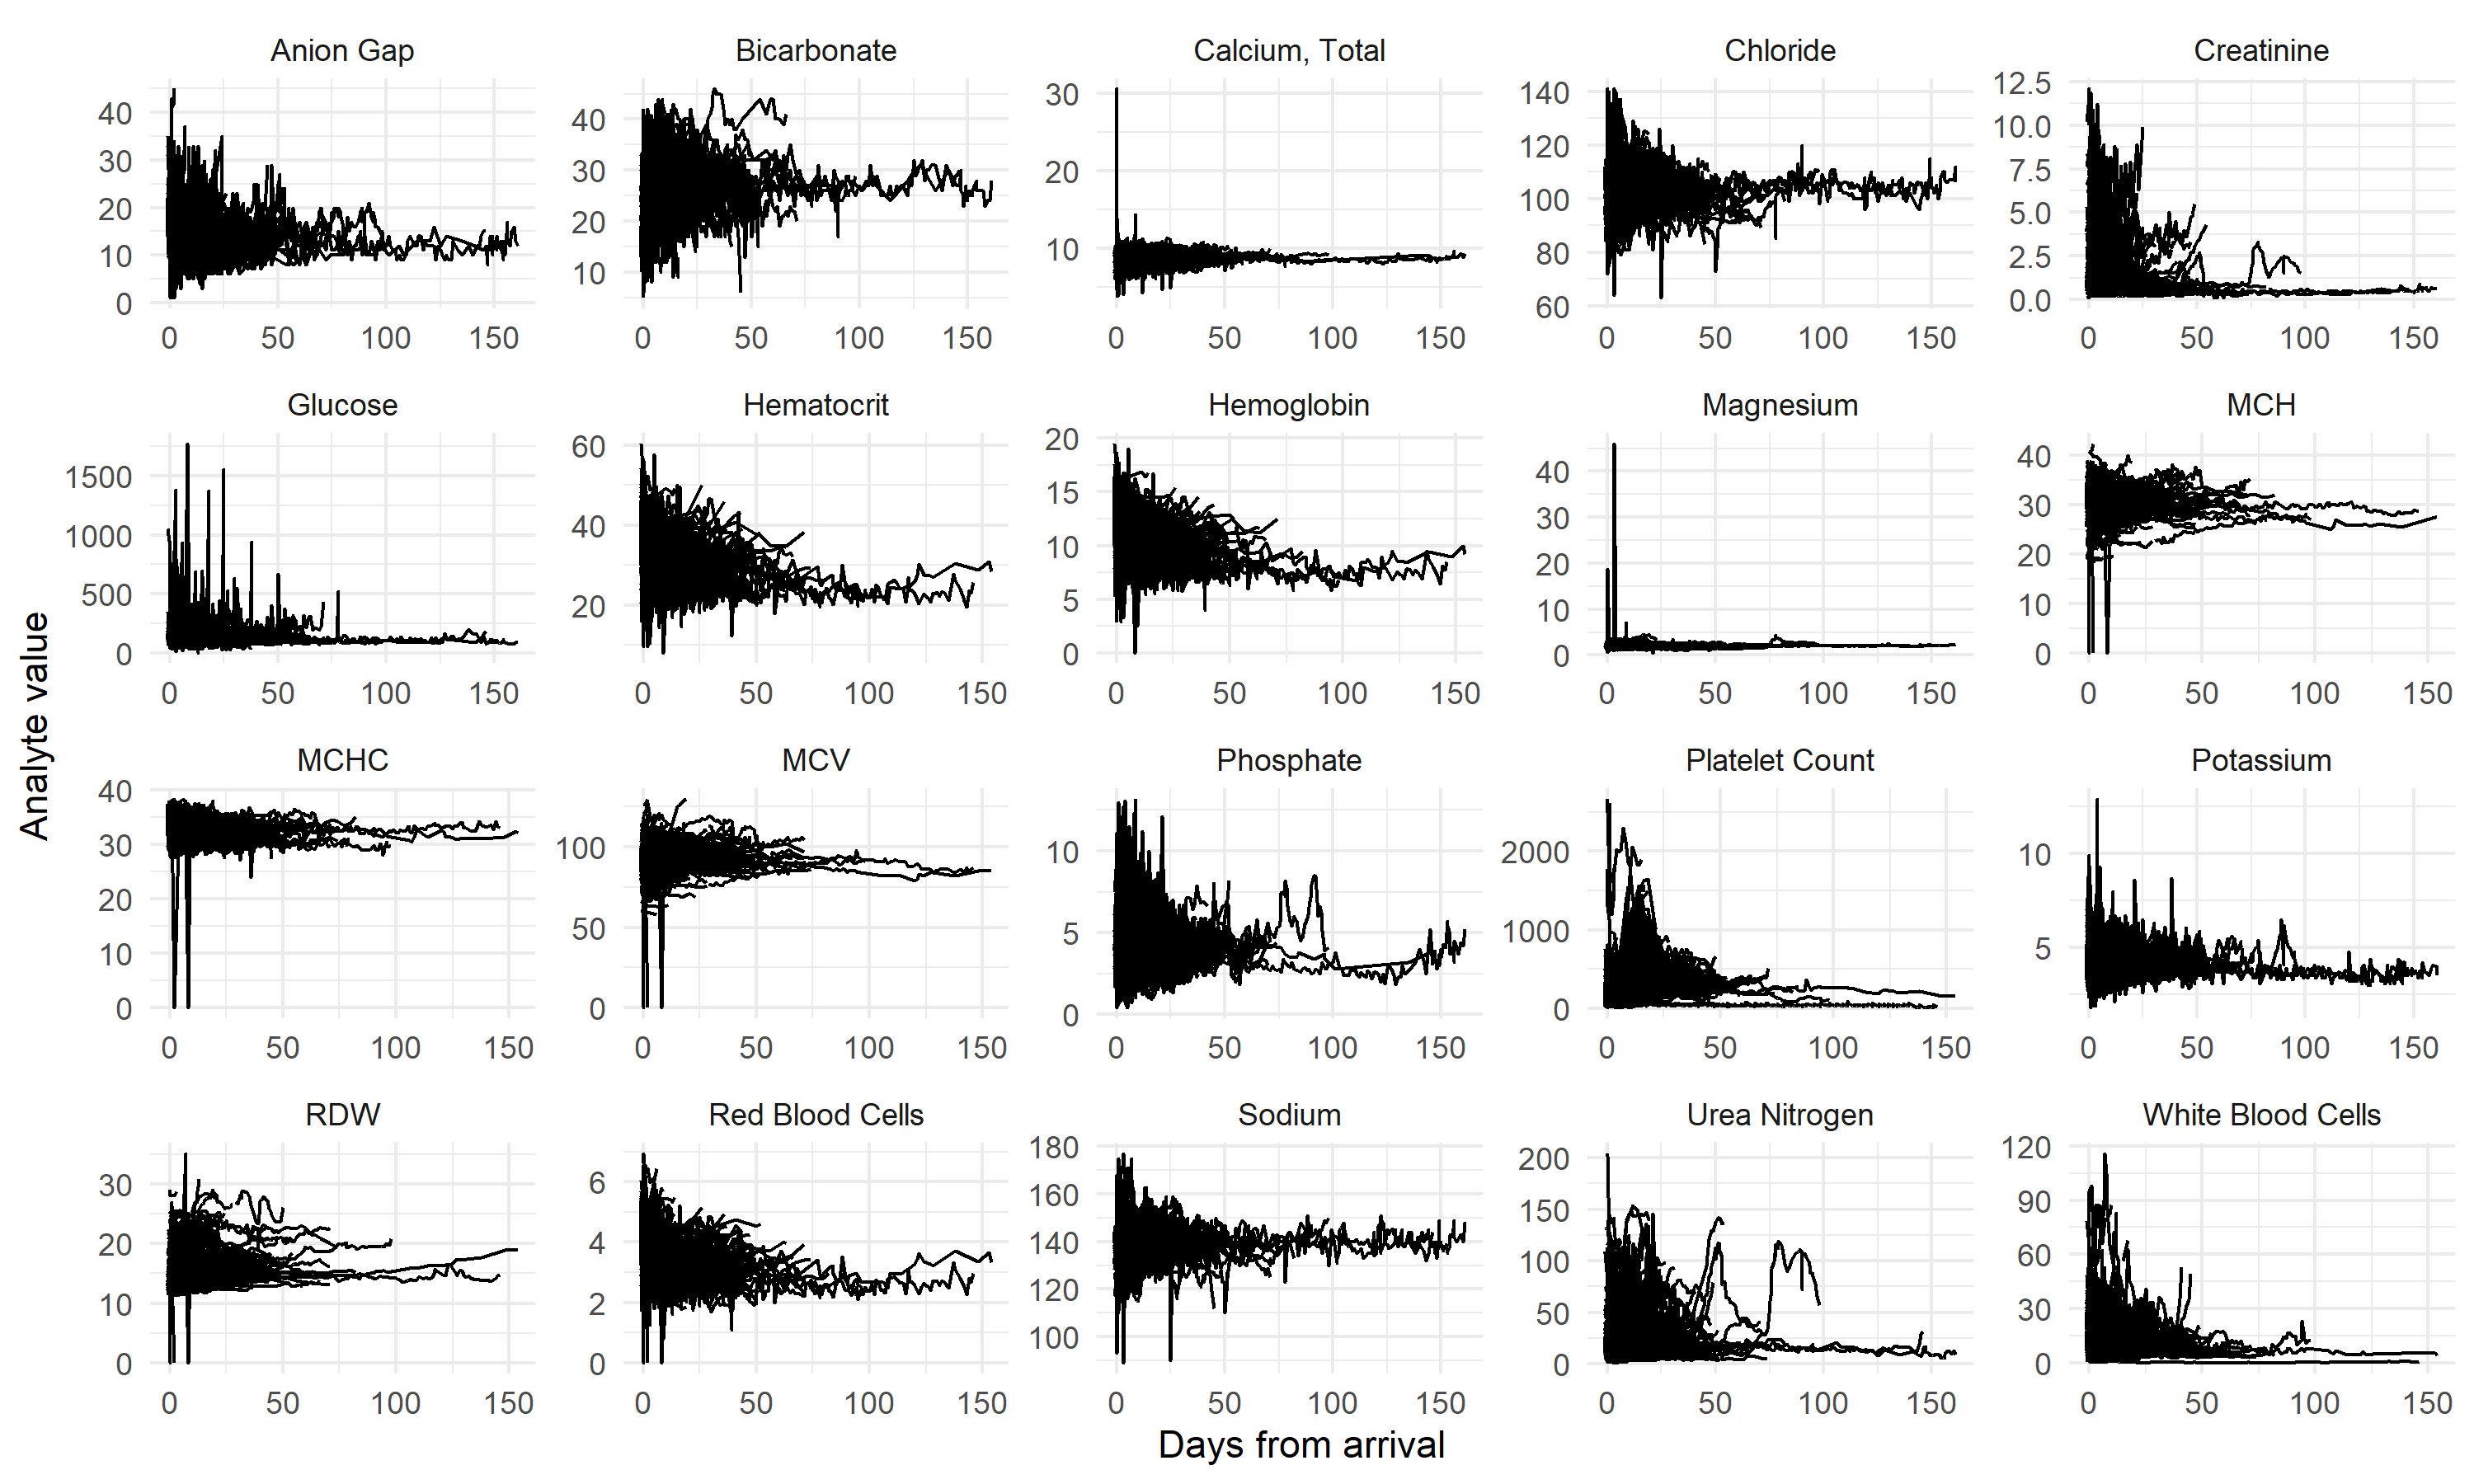 Anion Gap Bicarbonate Calcium, Total Chloride Creatinine
40 30 20 10 0
40 30 20 10
30 20 10
140 120 100 80 60
12.5 10.0 7.5 5.0 2.5 0.0
0 50 100 150 0 50 100 150 0 50 100 150 0 50 100 150 0 50 100 150
Glucose Hematocrit Hemoglobin Magnesium MCH
1500 1000 500 0
60 40 20
20 15 10 5 0
40 30 20 10 0
40 30 20 10 0
0 50 100 150 0 50 100 150 0 50 100 150 0 50 100 150 0 50 100 150
Analyte value
MCHC MCV Phosphate Platelet Count Potassium
40 30 20 10 0
100 50 0
10 5 0
2000 1000 0
10 5
0 50 100 150 0 50 100 150 0 50 100 150 0 50 100 150 0 50 100 150
RDW Red Blood Cells Sodium Urea Nitrogen White Blood Cells
30 20 10 0
6 4 2 0
180 160 140 120 100
200 150 100 50 0
120 90 60 30 0
0 50 100 150 0 50 100 150 0 50 100 150 0 50 100 150 0 50 100 150
Days from arrival